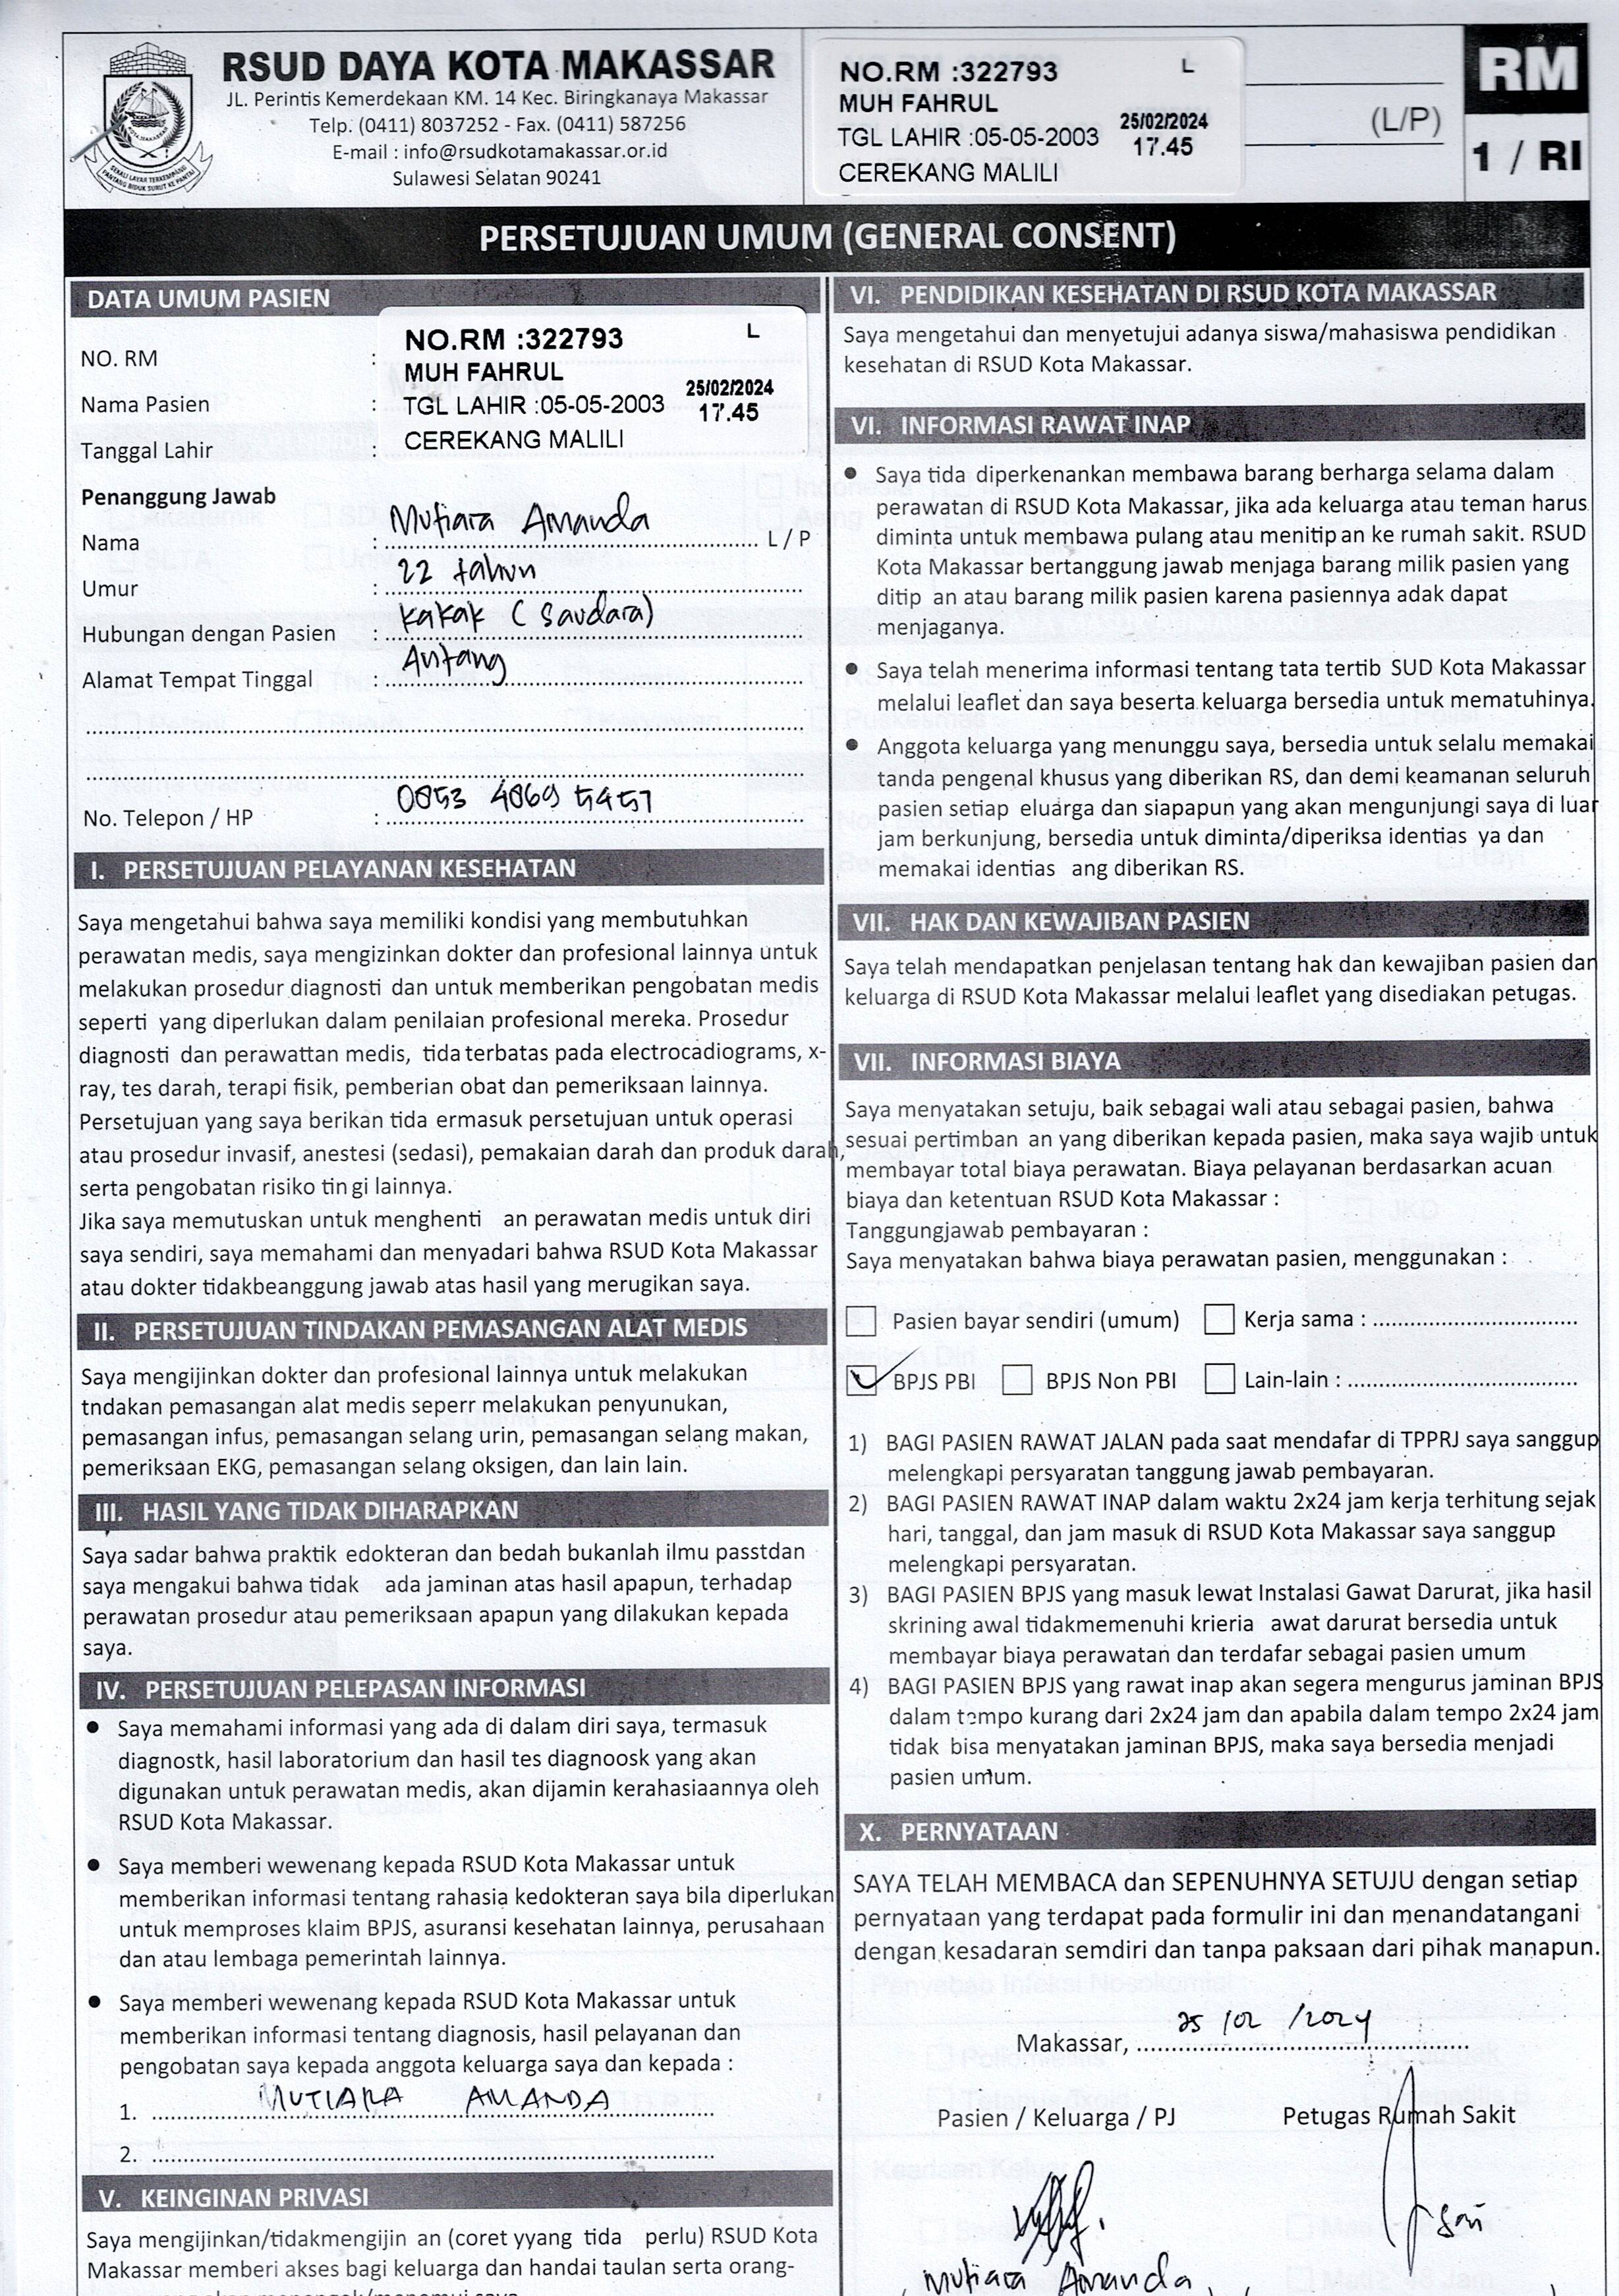 RSUD DAYA KOTA MAKASSAR
JL. Perintis Kemerdekaan KM. 14 Kec. Biringkanaya Makassar
Telp. (0411) 8037252 - Fax. (0411) 587256
E-mail : info@rsudkotamakassar.or.id
Sulawesi Selatan 90241
NO.RM :322793 L
MUH FAHRUL
TGL LAHIR :05-05-2003 25/02/2024 17.45
CEREKANG MALILI
(L/P)
RM
1 / RI
PERSETUJUAN UMUM (GENERAL CONSENT)
DATA UMUM PASIEN
NO. RM :
Nama Pasien :
Tanggal Lahir :
NO.RM :322793 L
MUH FAHRUL
TGL LAHIR :05-05-2003 25/02/2024 17.45
CEREKANG MALILI
Penanggung Jawab
Nama : Mutiara Amanda L / P
Umur : 22 tahun
Hubungan dengan Pasien : Kakak (Saudara)
Alamat Tempat Tinggal : Antang
No. Telepon / HP : 0853 4869 5457
I. PERSETUJUAN PELAYANAN KESEHATAN
Saya mengetahui bahwa saya memiliki kondisi yang membutuhkan
perawatan medis, saya mengizinkan dokter dan profesional lainnya untuk
melakukan prosedur diagnosti dan untuk memberikan pengobatan medis
seperti yang diperlukan dalam penilaian profesional mereka. Prosedur
diagnosti dan perawattan medis, tida terbatas pada electrocadiograms, x-
ray, tes darah, terapi fisik, pemberian obat dan pemeriksaan lainnya.
Persetujuan yang saya berikan tida ermasuk persetujuan untuk operasi
atau prosedur invasif, anestesi (sedasi), pemakaian darah dan produk darah,
serta pengobatan risiko tin gi lainnya.
Jika saya memutuskan untuk menghenti an perawatan medis untuk diri
saya sendiri, saya memahami dan menyadari bahwa RSUD Kota Makassar
atau dokter tidakbeanggung jawab atas hasil yang merugikan saya.
II. PERSETUJUAN TINDAKAN PEMASANGAN ALAT MEDIS
Saya mengijinkan dokter dan profesional lainnya untuk melakukan
tndakan pemasangan alat medis seperr melakukan penyunukan,
pemasangan infus, pemasangan selang urin, pemasangan selang makan,
pemeriksaan EKG, pemasangan selang oksigen, dan lain lain.
III. HASIL YANG TIDAK DIHARAPKAN
Saya sadar bahwa praktik edokteran dan bedah bukanlah ilmu passtdan
saya mengakui bahwa tidak ada jaminan atas hasil apapun, terhadap
perawatan prosedur atau pemeriksaan apapun yang dilakukan kepada
saya.
IV. PERSETUJUAN PELEPASAN INFORMASI
● Saya memahami informasi yang ada di dalam diri saya, termasuk
diagnostk, hasil laboratorium dan hasil tes diagnoosk yang akan
digunakan untuk perawatan medis, akan dijamin kerahasiaannya oleh
RSUD Kota Makassar.
● Saya memberi wewenang kepada RSUD Kota Makassar untuk
memberikan informasi tentang rahasia kedokteran saya bila diperlukan
untuk memproses klaim BPJS, asuransi kesehatan lainnya, perusahaan
dan atau lembaga pemerintah lainnya.
● Saya memberi wewenang kepada RSUD Kota Makassar untuk
memberikan informasi tentang diagnosis, hasil pelayanan dan
pengobatan saya kepada anggota keluarga saya dan kepada :
1. MUTIARA AMANDA
2.
V. KEINGINAN PRIVASI
Saya mengijinkan/tidakmengijin an (coret yyang tida perlu) RSUD Kota
Makassar memberi akses bagi keluarga dan handai taulan serta orang-
VI. PENDIDIKAN KESEHATAN DI RSUD KOTA MAKASSAR
Saya mengetahui dan menyetujui adanya siswa/mahasiswa pendidikan
kesehatan di RSUD Kota Makassar.
VI. INFORMASI RAWAT INAP
● Saya tida diperkenankan membawa barang berharga selama dalam
perawatan di RSUD Kota Makassar, jika ada keluarga atau teman harus
diminta untuk membawa pulang atau menitip an ke rumah sakit. RSUD
Kota Makassar bertanggung jawab menjaga barang milik pasien yang
ditip an atau barang milik pasien karena pasiennya adak dapat
menjaganya.
● Saya telah menerima informasi tentang tata tertib SUD Kota Makassar
melalui leaflet dan saya beserta keluarga bersedia untuk mematuhinya.
● Anggota keluarga yang menunggu saya, bersedia untuk selalu memakai
tanda pengenal khusus yang diberikan RS, dan demi keamanan seluruh
pasien setiap eluarga dan siapapun yang akan mengunjungi saya di luar
jam berkunjung, bersedia untuk diminta/diperiksa identias ya dan
memakai identias ang diberikan RS.
VII. HAK DAN KEWAJIBAN PASIEN
Saya telah mendapatkan penjelasan tentang hak dan kewajiban pasien dan
keluarga di RSUD Kota Makassar melalui leaflet yang disediakan petugas.
VII. INFORMASI BIAYA
Saya menyatakan setuju, baik sebagai wali atau sebagai pasien, bahwa
sesuai pertimban an yang diberikan kepada pasien, maka saya wajib untuk
membayar total biaya perawatan. Biaya pelayanan berdasarkan acuan
biaya dan ketentuan RSUD Kota Makassar :
Tanggungjawab pembayaran :
Saya menyatakan bahwa biaya perawatan pasien, menggunakan :
Pasien bayar sendiri (umum) Kerja sama :
BPJS PBI BPJS Non PBI Lain-lain :
1) BAGI PASIEN RAWAT JALAN pada saat mendafar di TPPRJ saya sanggup
melengkapi persyaratan tanggung jawab pembayaran.
2) BAGI PASIEN RAWAT INAP dalam waktu 2x24 jam kerja terhitung sejak
hari, tanggal, dan jam masuk di RSUD Kota Makassar saya sanggup
melengkapi persyaratan.
3) BAGI PASIEN BPJS yang masuk lewat Instalasi Gawat Darurat, jika hasil
skrining awal tidakmemenuhi krieria awat darurat bersedia untuk
membayar biaya perawatan dan terdafar sebagai pasien umum
4) BAGI PASIEN BPJS yang rawat inap akan segera mengurus jaminan BPJS
dalam tempo kurang dari 2x24 jam dan apabila dalam tempo 2x24 jam
tidak bisa menyatakan jaminan BPJS, maka saya bersedia menjadi
pasien umum.
X. PERNYATAAN
SAYA TELAH MEMBACA dan SEPENUHNYA SETUJU dengan setiap
pernyataan yang terdapat pada formulir ini dan menandatangani
dengan kesadaran semdiri dan tanpa paksaan dari pihak manapun.
Makassar, 25 /02 /2024
Pasien / Keluarga / PJ Petugas Rumah Sakit
Mutiara Amanda